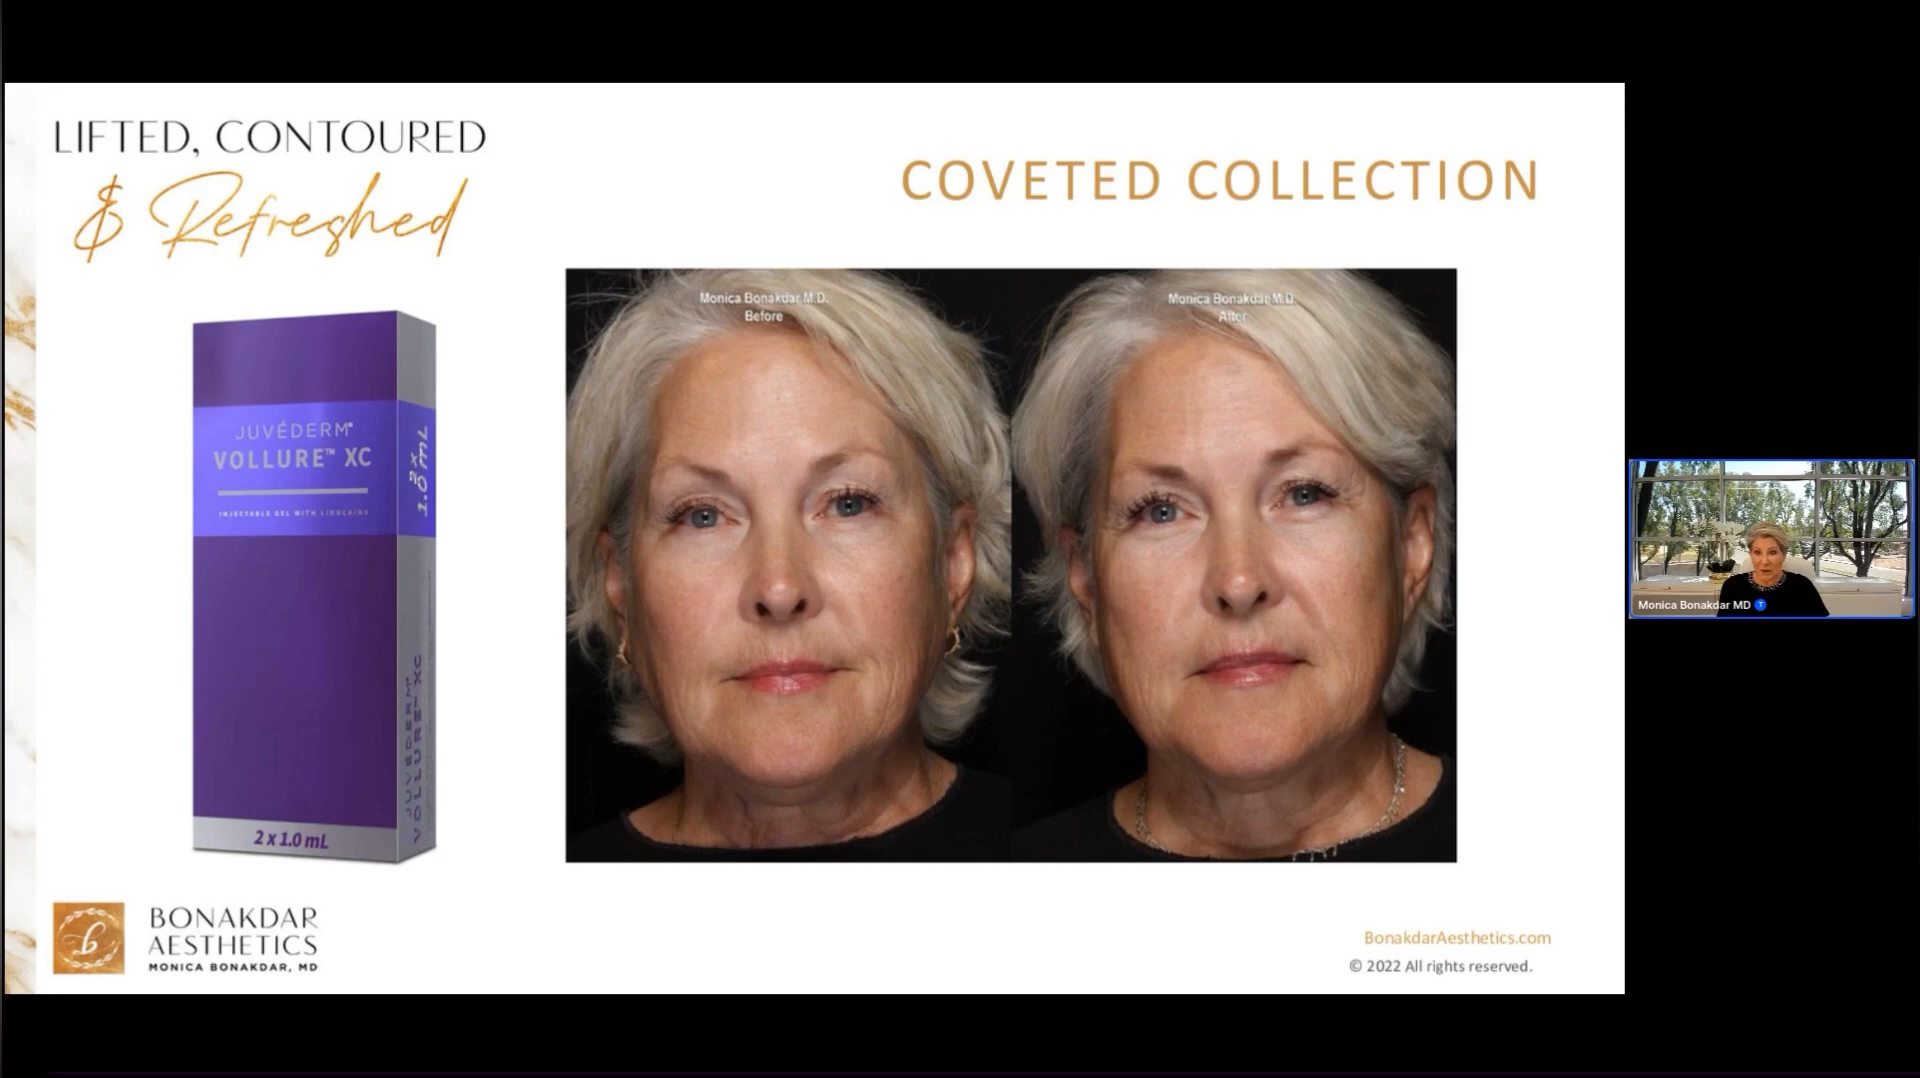 LIFTED, CONTOURED
& Refreshed
COVETED COLLECTION
JUVÉDERM®
VOLLURE™ XC
INJECTABLE GEL WITH LIDOCAINE
2 x 1.0 mL
2x
1.0 mL
JUVÉDERM®
VOLLURE™ XC
Monica Bonakdar M.D.
Before
Monica Bonakdar M.D.
After
Monica Bonakdar MD
T
b
BONAKDAR
AESTHETICS
MONICA BONAKDAR, MD
BonakdarAesthetics.com
© 2022 All rights reserved.